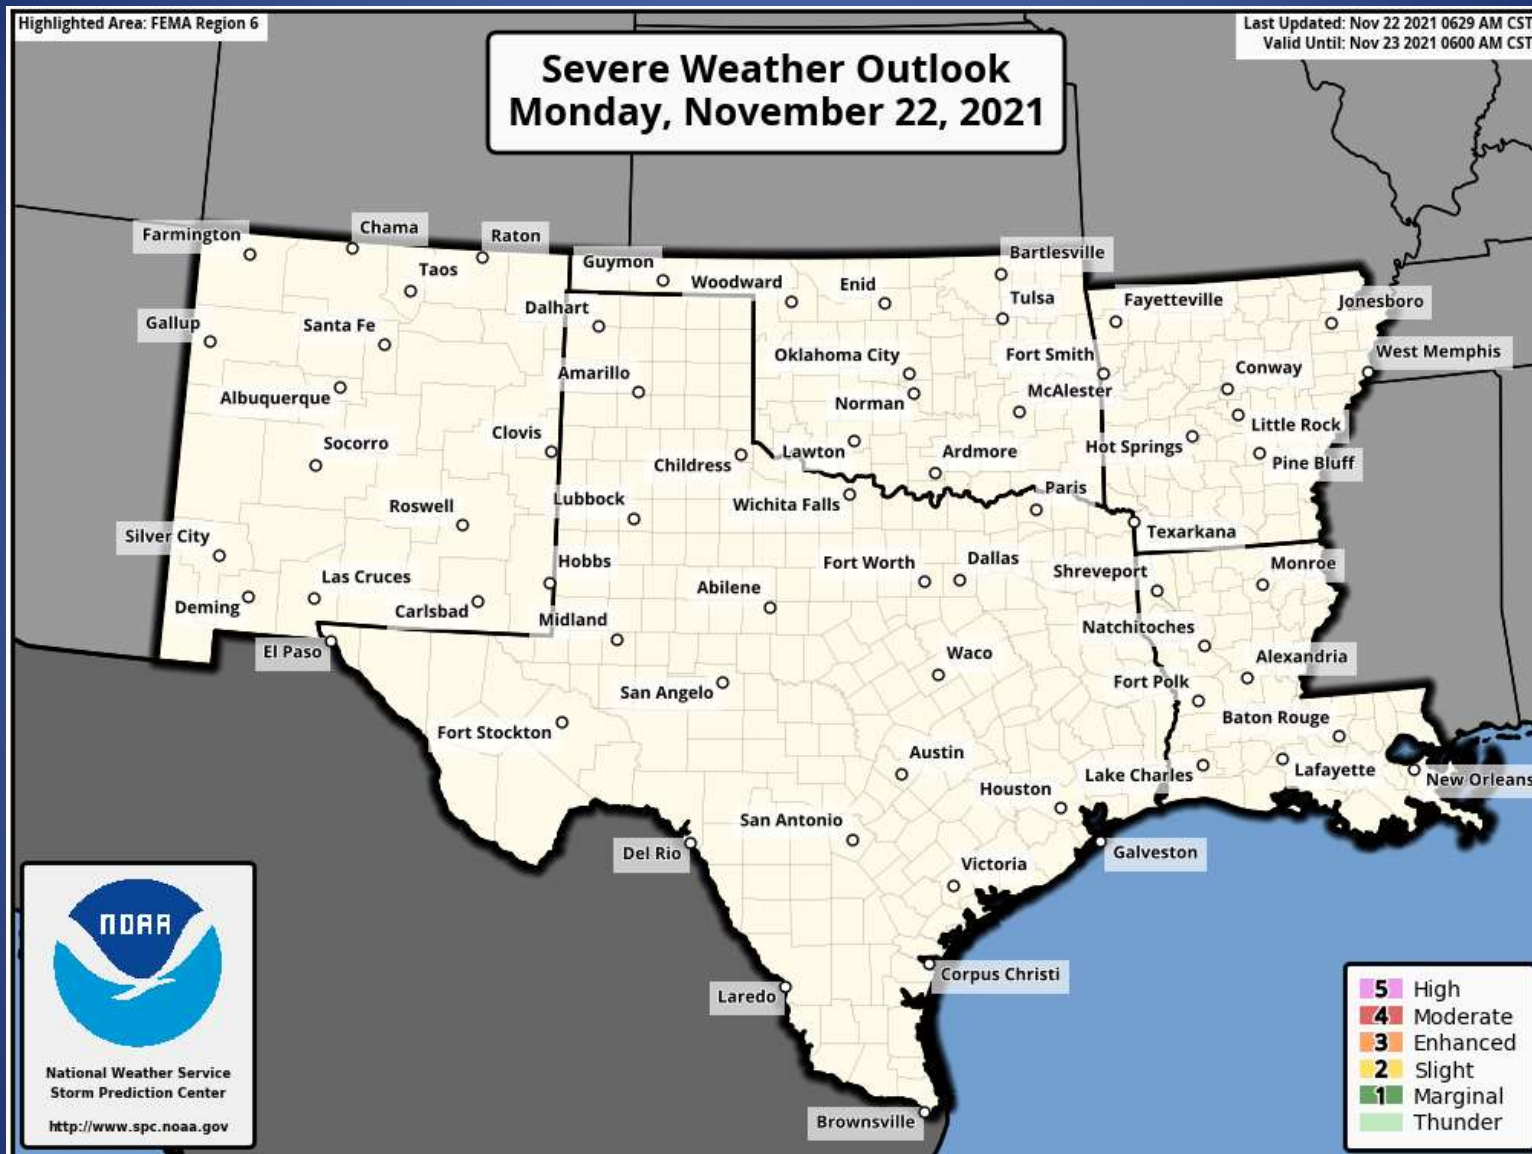 Highlighted Area: FEMA Region 6
Last Updated: Nov 22 2021 0629 AM CST
Valid Until: Nov 23 2021 0600 AM CST
Severe Weather Outlook
Monday, November 22, 2021
Farmington
Chama
Raton
Taos
Guymon
Woodward
Enid
Bartlesville
Tulsa
Fayetteville
Jonesboro
Gallup
Santa Fe
Dalhart
Oklahoma City
Fort Smith
West Memphis
Amarillo
Conway
Albuquerque
Norman
McAlester
Little Rock
Socorro
Clovis
Childress
Lawton
Ardmore
Hot Springs
Pine Bluff
Roswell
Lubbock
Wichita Falls
Paris
Texarkana
Silver City
Hobbs
Fort Worth
Dallas
Shreveport
Monroe
Las Cruces
Deming
Carlsbad
Midland
Abilene
Natchitoches
El Paso
Waco
Alexandria
San Angelo
Fort Polk
Fort Stockton
Baton Rouge
Austin
Houston
Lake Charles
Lafayette
New Orleans
San Antonio
Del Rio
Victoria
Galveston
Corpus Christi
Laredo
Brownsville
NOAA
National Weather Service
Storm Prediction Center
http://www.spc.noaa.gov
5 High
4 Moderate
3 Enhanced
2 Slight
1 Marginal
Thunder